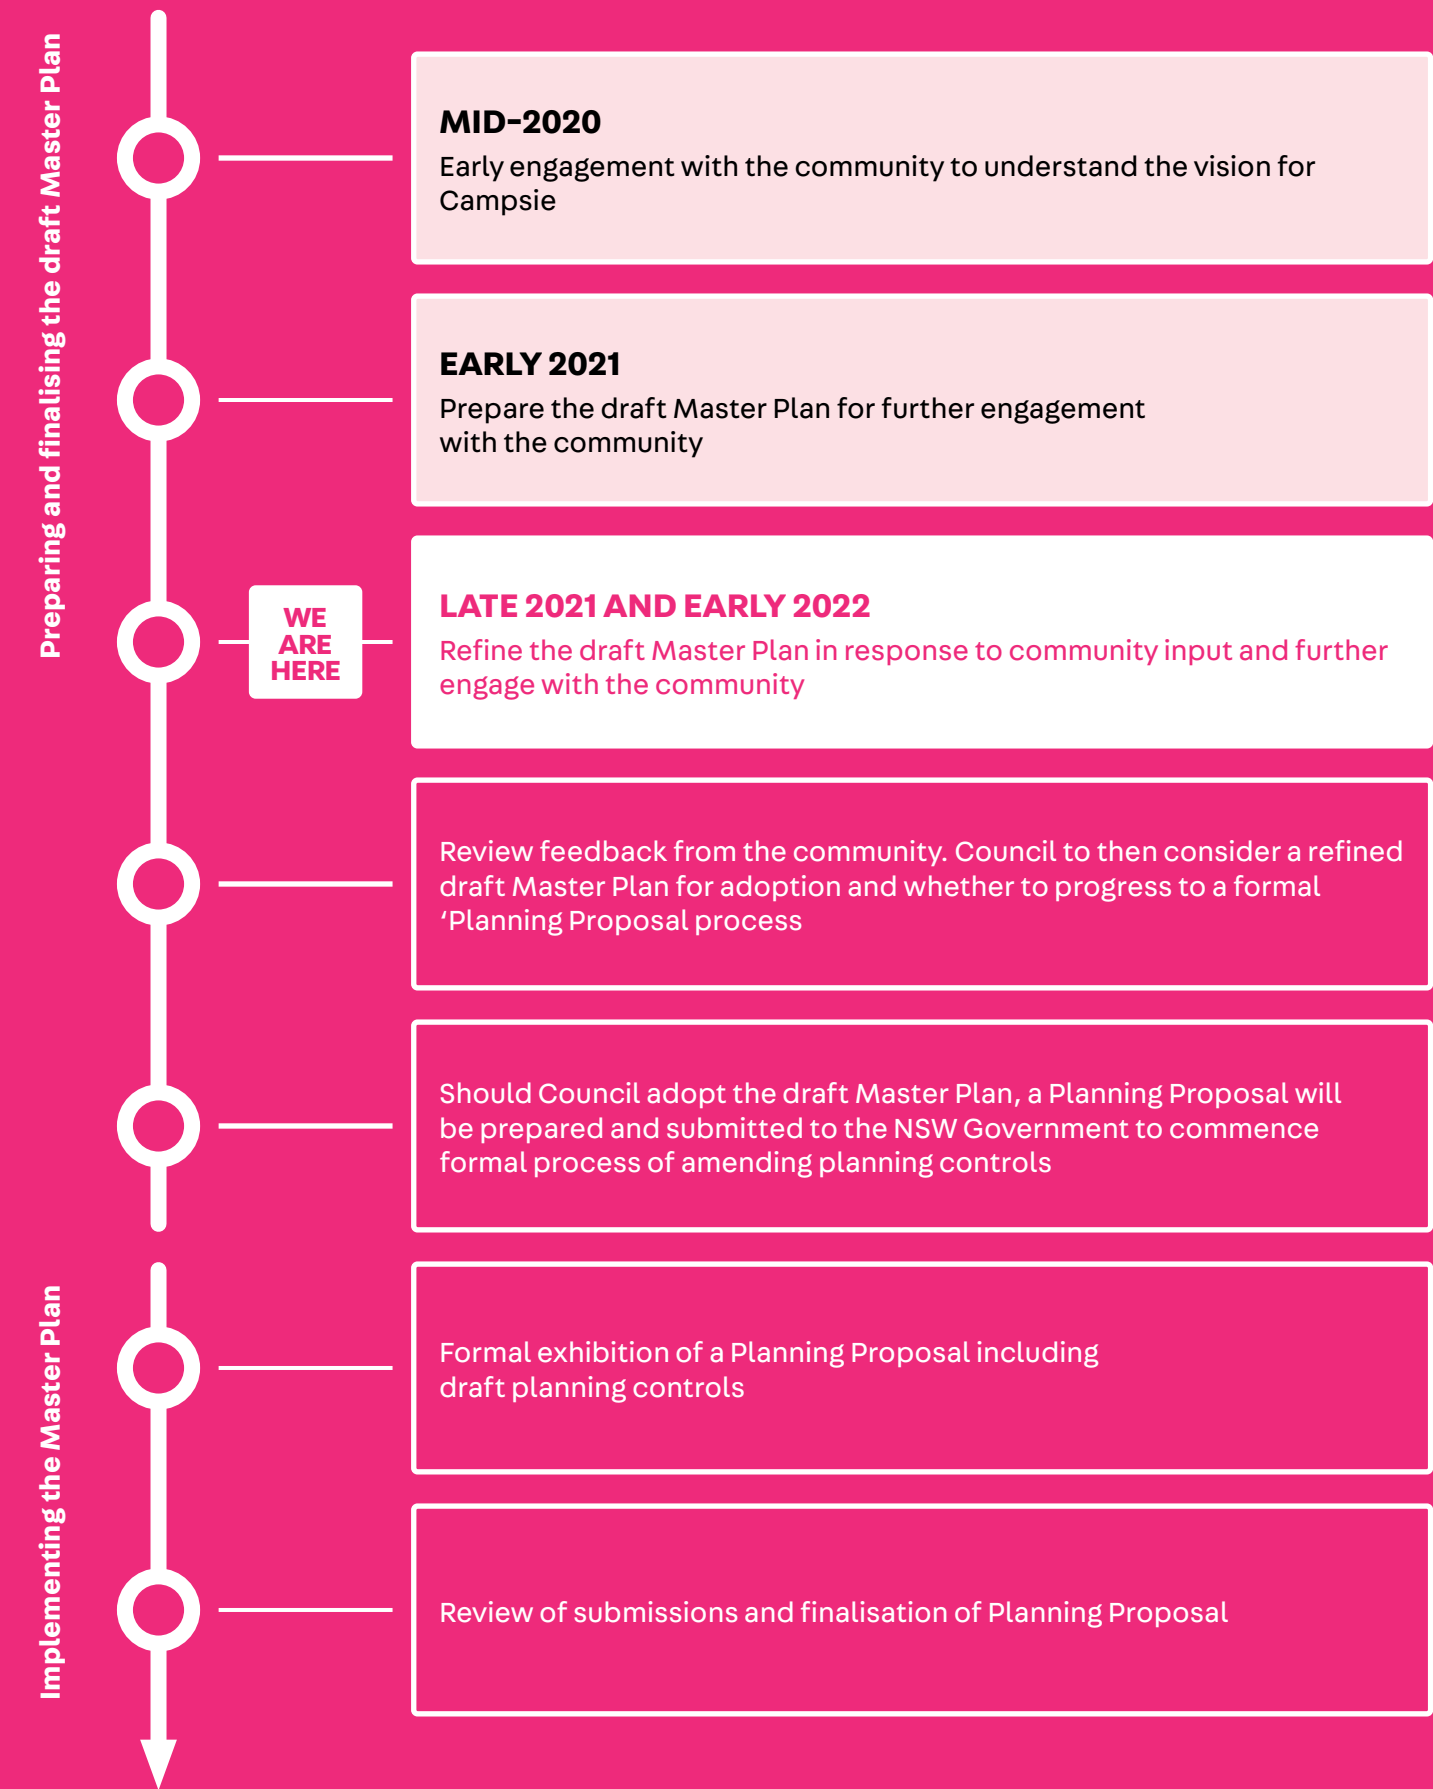 Preparing and finalising the draft Master Plan
MID-2020
Early engagement with the community to understand the vision for
Campsie
EARLY 2021
Prepare the draft Master Plan for further engagement
with the community
WE
ARE
HERE
LATE 2021 AND EARLY 2022
Refine the draft Master Plan in response to community input and further
engage with the community
Review feedback from the community. Council to then consider a refined
draft Master Plan for adoption and whether to progress to a formal
‘Planning Proposal process
Should Council adopt the draft Master Plan, a Planning Proposal will
be prepared and submitted to the NSW Government to commence
formal process of amending planning controls
Implementing the Master Plan
Formal exhibition of a Planning Proposal including
draft planning controls
Review of submissions and finalisation of Planning Proposal